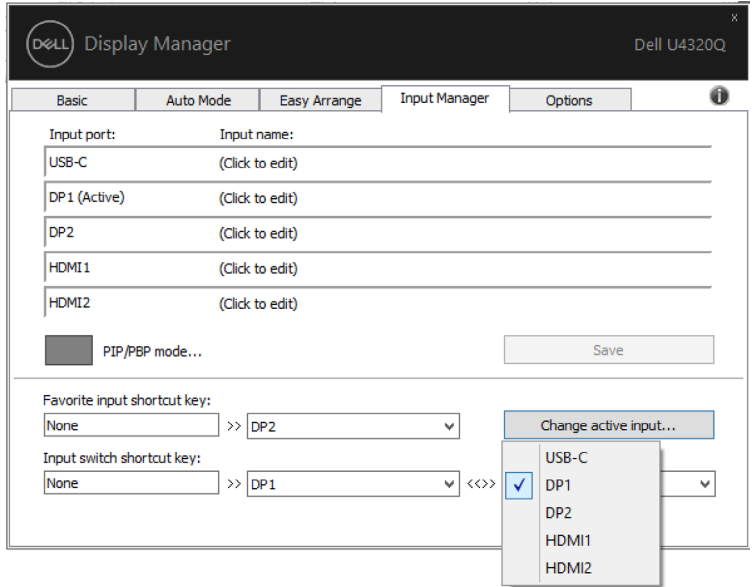 DELL Display Manager Dell U4320Q x
Basic Auto Mode Easy Arrange Input Manager Options i
Input port: Input name:
USB-C (Click to edit)
DP1 (Active) (Click to edit)
DP2 (Click to edit)
HDMI1 (Click to edit)
HDMI2 (Click to edit)
PIP/PBP mode... Save
Favorite input shortcut key:
None >> DP2 Change active input...
Input switch shortcut key:
None >> DP1 <<>>
USB-C
DP1
DP2
HDMI1
HDMI2